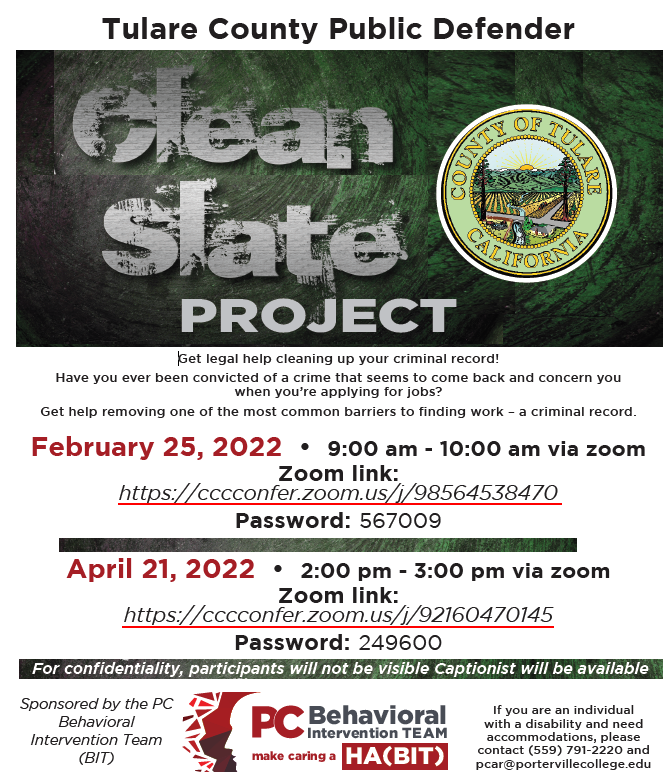 Tulare County Public Defender
Clean
Slate
PROJECT
COUNTY OF TULARE
CALIFORNIA
Get legal help cleaning up your criminal record!
Have you ever been convicted of a crime that seems to come back and concern you
when you're applying for jobs?
Get help removing one of the most common barriers to finding work – a criminal record.
February 25, 2022 • 9:00 am - 10:00 am via zoom
Zoom link:
https://cccconfer.zoom.us/j/98564538470
Password: 567009
April 21, 2022 • 2:00 pm - 3:00 pm via zoom
Zoom link:
https://cccconfer.zoom.us/j/92160470145
Password: 249600
For confidentiality, participants will not be visible Captionist will be available
Sponsored by the PC
Behavioral
Intervention Team
(BIT)
PC Behavioral
Intervention TEAM
make caring a HA(BIT)
If you are an individual
with a disability and need
accommodations, please
contact (559) 791-2220 and
pcar@portervillecollege.edu